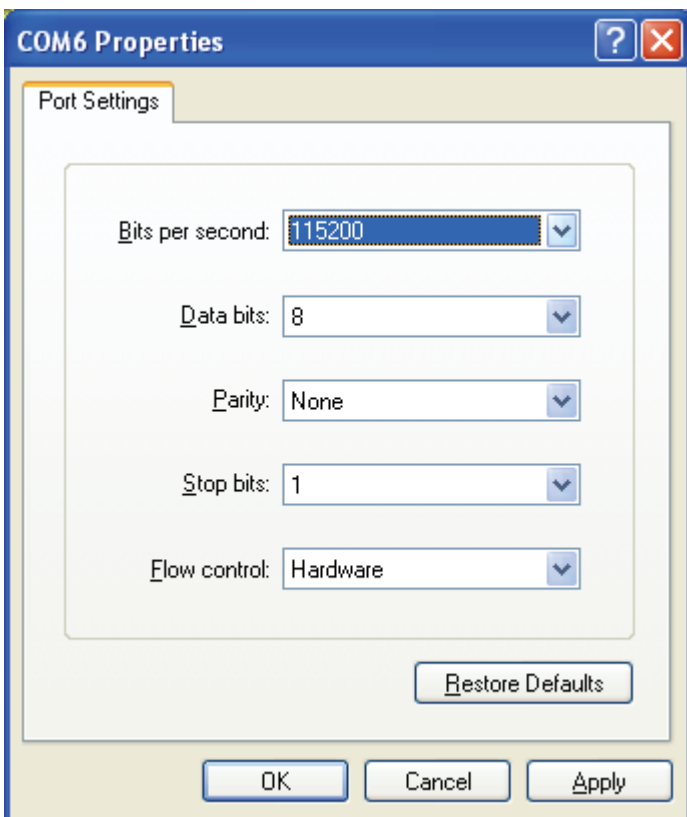 COM6 Properties
Port Settings
Bits per second: 115200
Data bits: 8
Parity: None
Stop bits: 1
Flow control: Hardware
Restore Defaults
OK Cancel Apply